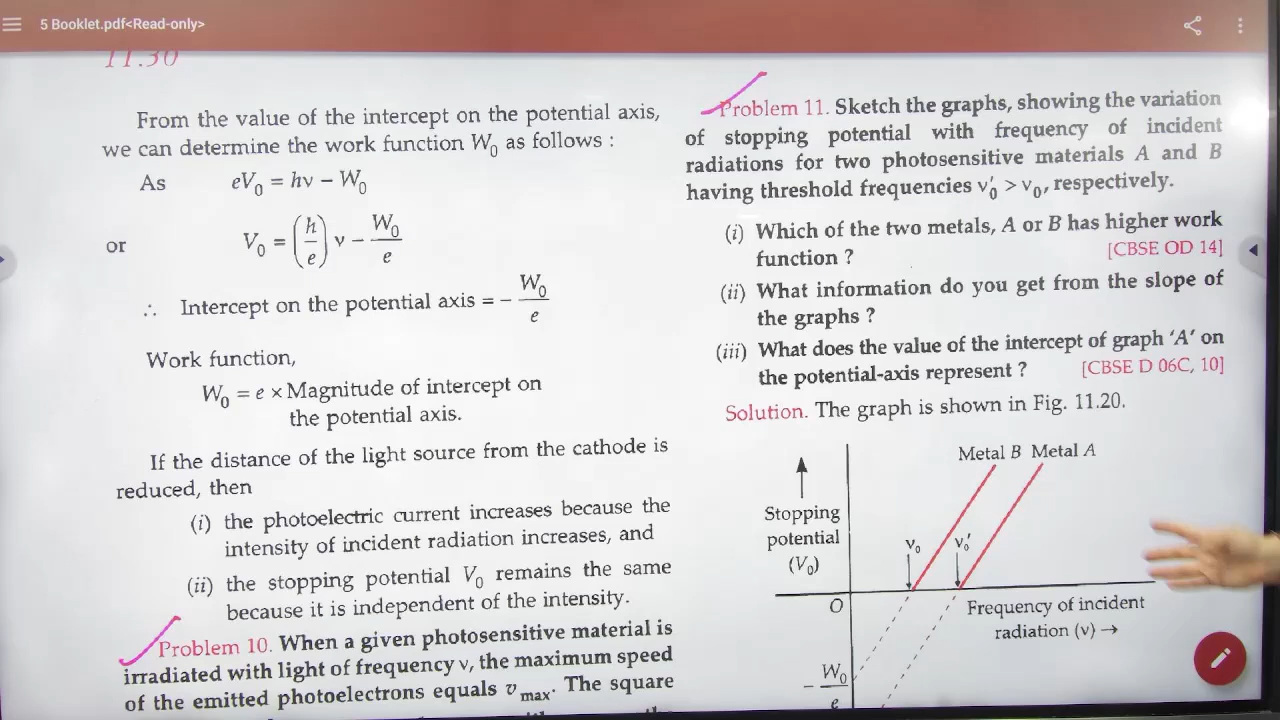 5 Booklet.pdf<Read-only>
11.30
From the value of the intercept on the potential axis,
we can determine the work function W₀ as follows :
As eV₀ = hν − W₀
or V₀ = (h/e) ν − W₀/e
∴ Intercept on the potential axis = − W₀/e
Work function,
W₀ = e × Magnitude of intercept on
the potential axis.
If the distance of the light source from the cathode is
reduced, then
(i) the photoelectric current increases because the
intensity of incident radiation increases, and
(ii) the stopping potential V₀ remains the same
because it is independent of the intensity.
Problem 10. When a given photosensitive material is
irradiated with light of frequency ν, the maximum speed
of the emitted photoelectrons equals v max. The square
Problem 11. Sketch the graphs, showing the variation
of stopping potential with frequency of incident
radiations for two photosensitive materials A and B
having threshold frequencies ν₀′ > ν₀, respectively.
(i) Which of the two metals, A or B has higher work
function ? [CBSE OD 14]
(ii) What information do you get from the slope of
the graphs ?
(iii) What does the value of the intercept of graph ‘A’ on
the potential-axis represent ? [CBSE D 06C, 10]
Solution. The graph is shown in Fig. 11.20.
Metal B Metal A
Stopping
potential
(V₀)
ν₀ ν₀′
O
Frequency of incident
radiation (ν) →
− W₀/e